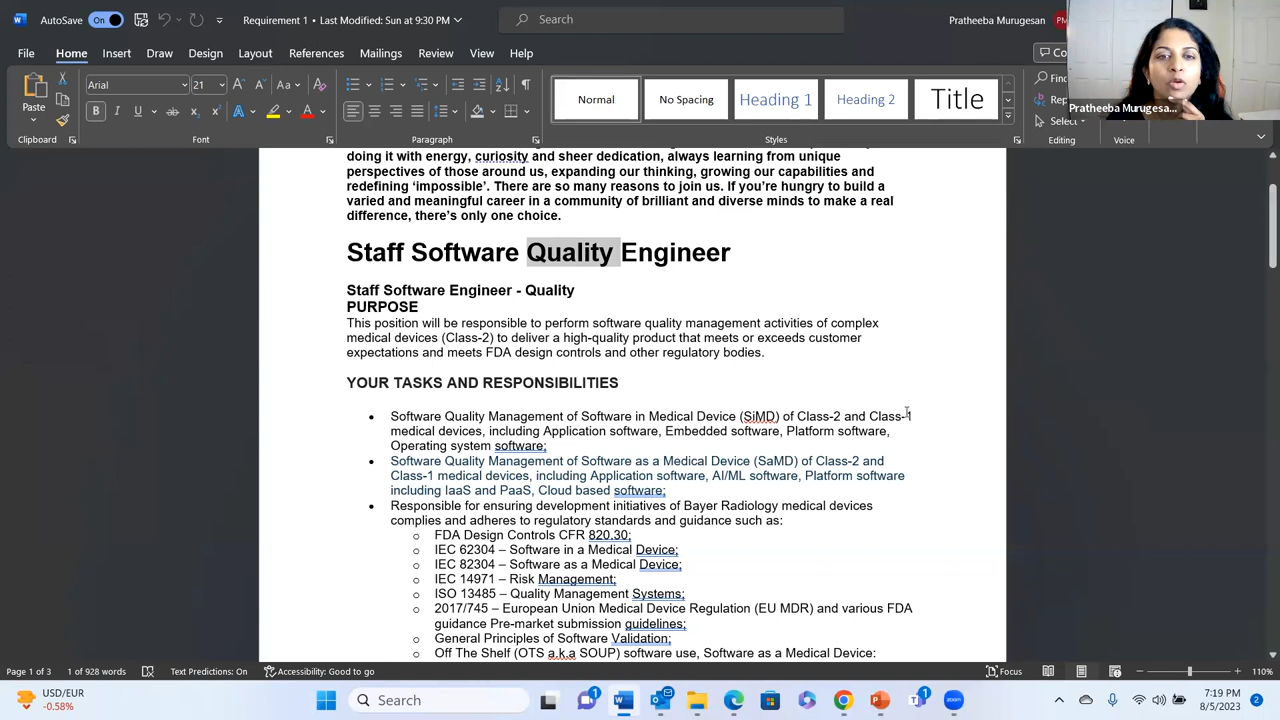 AutoSave On Requirement 1 • Last Modified: Sun at 9:30 PM Search Pratheeba Murugesan PM
File Home Insert Draw Design Layout References Mailings Review View Help Co
Paste Arial 21 Aa B I U Normal No Spacing Heading 1 Heading 2 Title Find Rep Select
Clipboard Font Paragraph Styles Editing Voice
Pratheeba Murugesa...
doing it with energy, curiosity and sheer dedication, always learning from unique
perspectives of those around us, expanding our thinking, growing our capabilities and
redefining ‘impossible’. There are so many reasons to join us. If you’re hungry to build a
varied and meaningful career in a community of brilliant and diverse minds to make a real
difference, there’s only one choice.
Staff Software Quality Engineer
Staff Software Engineer - Quality
PURPOSE
This position will be responsible to perform software quality management activities of complex
medical devices (Class-2) to deliver a high-quality product that meets or exceeds customer
expectations and meets FDA design controls and other regulatory bodies.
YOUR TASKS AND RESPONSIBILITIES
• Software Quality Management of Software in Medical Device (SiMD) of Class-2 and Class-1
medical devices, including Application software, Embedded software, Platform software,
Operating system software;
• Software Quality Management of Software as a Medical Device (SaMD) of Class-2 and
Class-1 medical devices, including Application software, AI/ML software, Platform software
including IaaS and PaaS, Cloud based software;
• Responsible for ensuring development initiatives of Bayer Radiology medical devices
complies and adheres to regulatory standards and guidance such as:
o FDA Design Controls CFR 820.30;
o IEC 62304 – Software in a Medical Device;
o IEC 82304 – Software as a Medical Device;
o IEC 14971 – Risk Management;
o ISO 13485 – Quality Management Systems;
o 2017/745 – European Union Medical Device Regulation (EU MDR) and various FDA
guidance Pre-market submission guidelines;
o General Principles of Software Validation;
o Off The Shelf (OTS a.k.a SOUP) software use, Software as a Medical Device:
Page 1 of 3 1 of 928 words Text Predictions: On Accessibility: Good to go Focus 110%
USD/EUR
-0.58%
Search
7:19 PM
8/5/2023